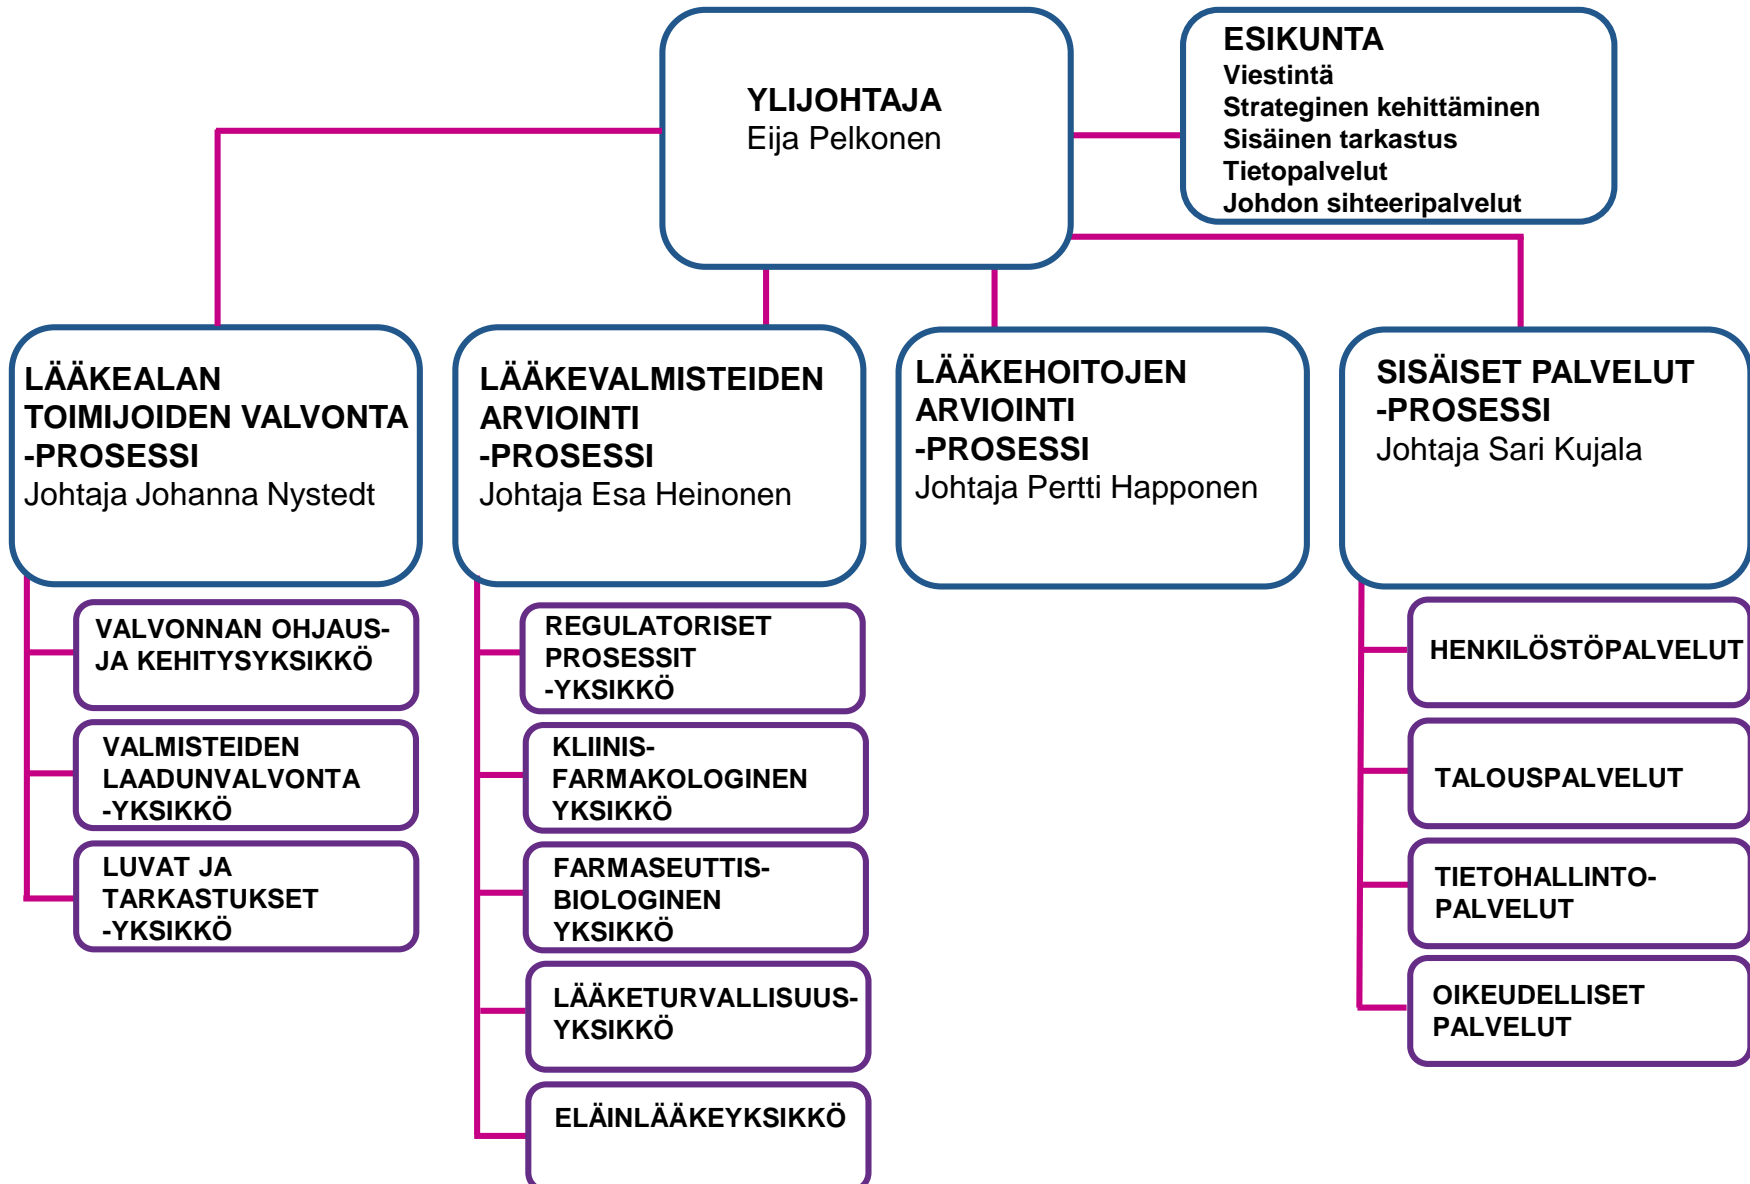 YLIJOHTAJA
Eija Pelkonen
ESIKUNTA
Viestintä
Strateginen kehittäminen
Sisäinen tarkastus
Tietopalvelut
Johdon sihteeripalvelut
LÄÄKEALAN
TOIMIJOIDEN VALVONTA
-PROSESSI
Johtaja Johanna Nystedt
LÄÄKEVALMISTEIDEN
ARVIOINTI
-PROSESSI
Johtaja Esa Heinonen
LÄÄKEHOITOJEN
ARVIOINTI
-PROSESSI
Johtaja Pertti Happonen
SISÄISET PALVELUT
-PROSESSI
Johtaja Sari Kujala
VALVONNAN OHJAUS-
JA KEHITYSYKSIKKÖ
VALMISTEIDEN
LAADUNVALVONTA
-YKSIKKÖ
LUVAT JA
TARKASTUKSET
-YKSIKKÖ
REGULATORISET
PROSESSIT
-YKSIKKÖ
KLIINIS-
FARMAKOLOGINEN
YKSIKKÖ
FARMASEUTTIS-
BIOLOGINEN
YKSIKKÖ
LÄÄKETURVALLISUUS-
YKSIKKÖ
ELÄINLÄÄKEYKSIKKÖ
HENKILÖSTÖPALVELUT
TALOUSPALVELUT
TIETOHALLINTO-
PALVELUT
OIKEUDELLISET
PALVELUT